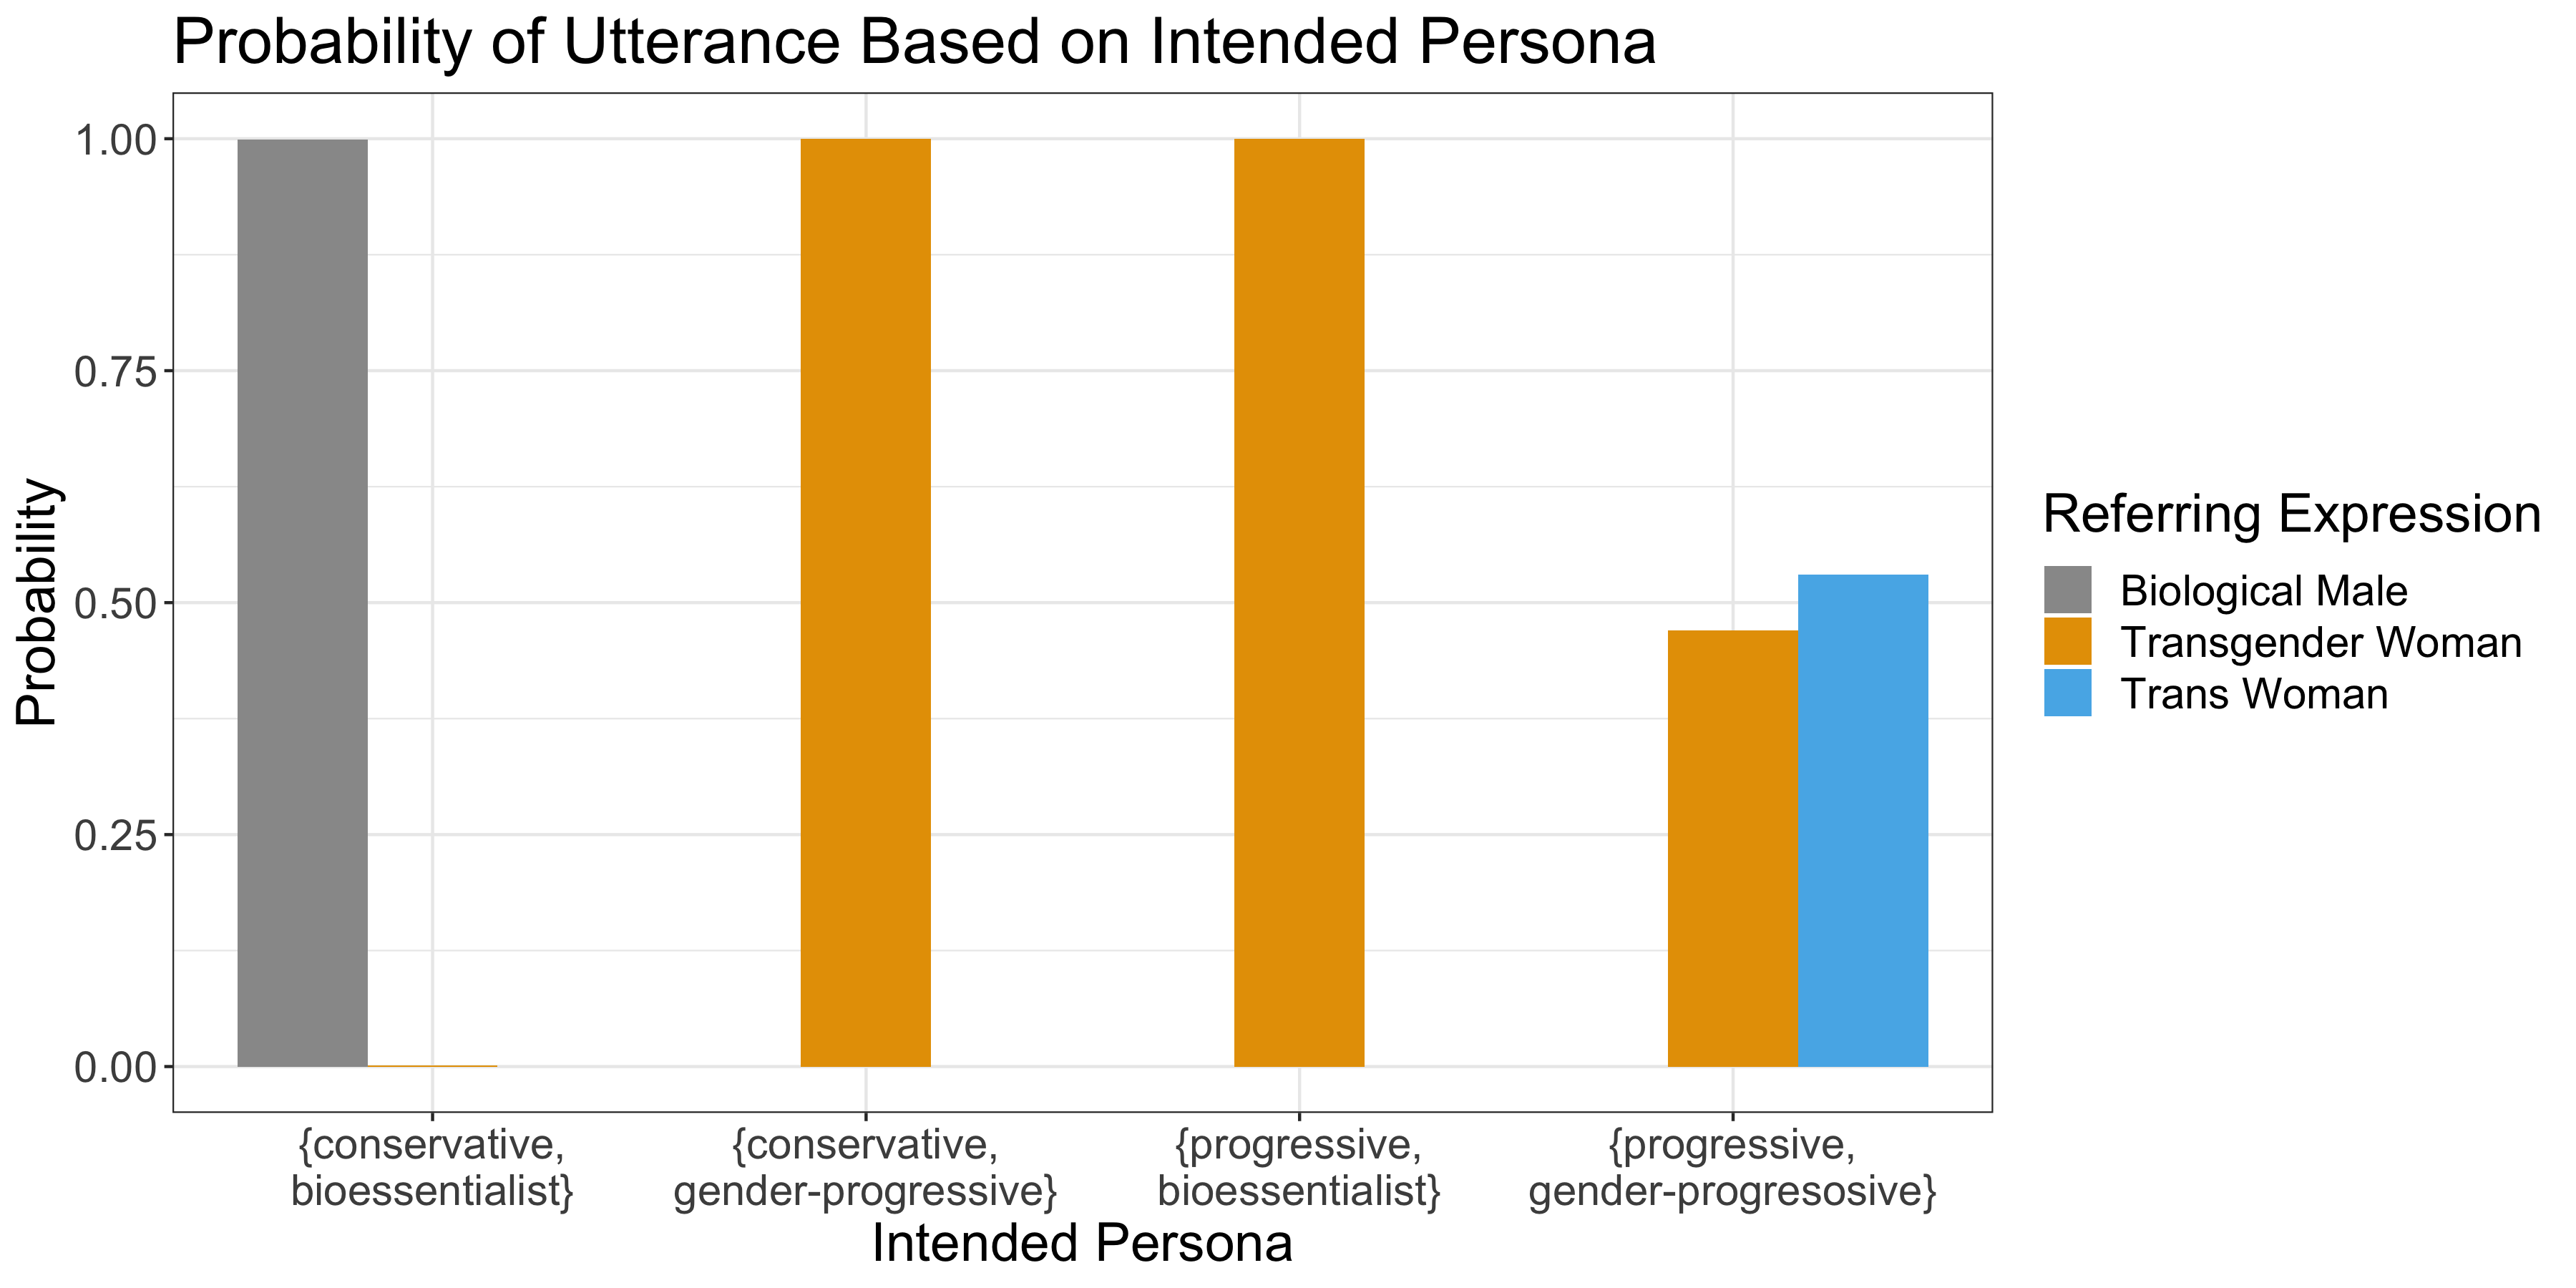 Probability of Utterance Based on Intended Persona
Probability
1.00
0.75
0.50
0.25
0.00
{conservative,
bioessentialist}
{conservative,
gender-progressive}
{progressive,
bioessentialist}
{progressive,
gender-progresosive}
Intended Persona
Referring Expression
Biological Male
Transgender Woman
Trans Woman